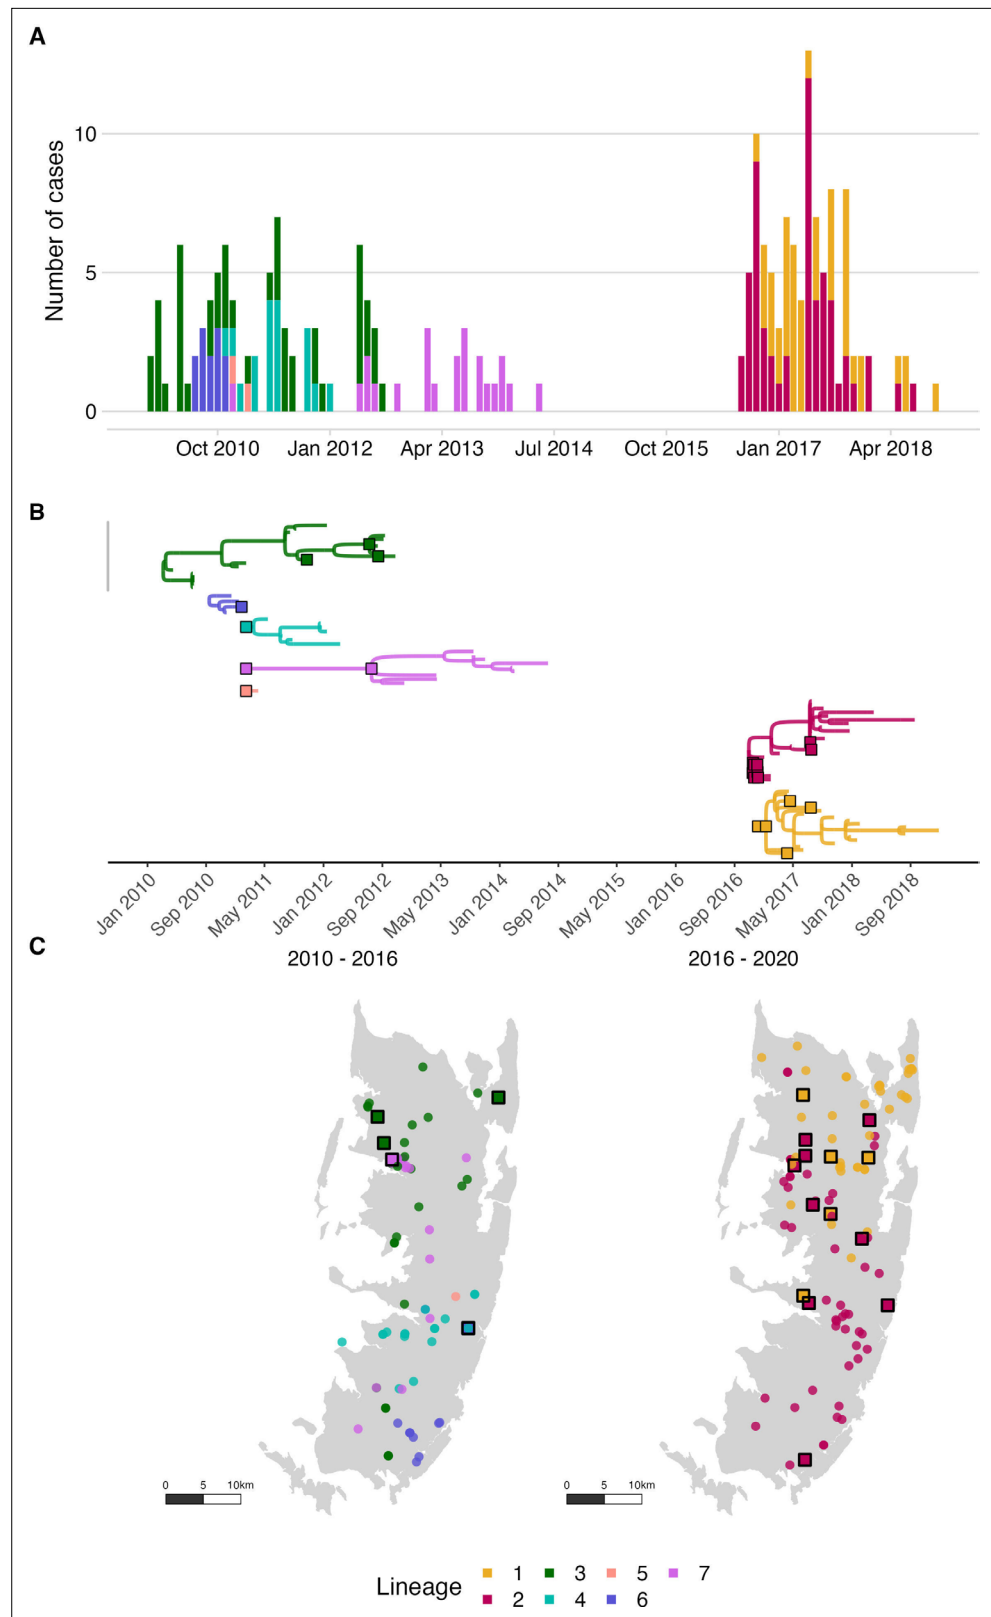 A
Number of cases
10
5
0
Oct 2010 Jan 2012 Apr 2013 Jul 2014 Oct 2015 Jan 2017 Apr 2018
B
Jan 2010 Sep 2010 May 2011 Jan 2012 Sep 2012 May 2013 Jan 2014 Sep 2014 May 2015 Jan 2016 Sep 2016 May 2017 Jan 2018 Sep 2018
C
2010 - 2016 2016 - 2020
0 5 10km 0 5 10km
Lineage
1 3 5 7
2 4 6